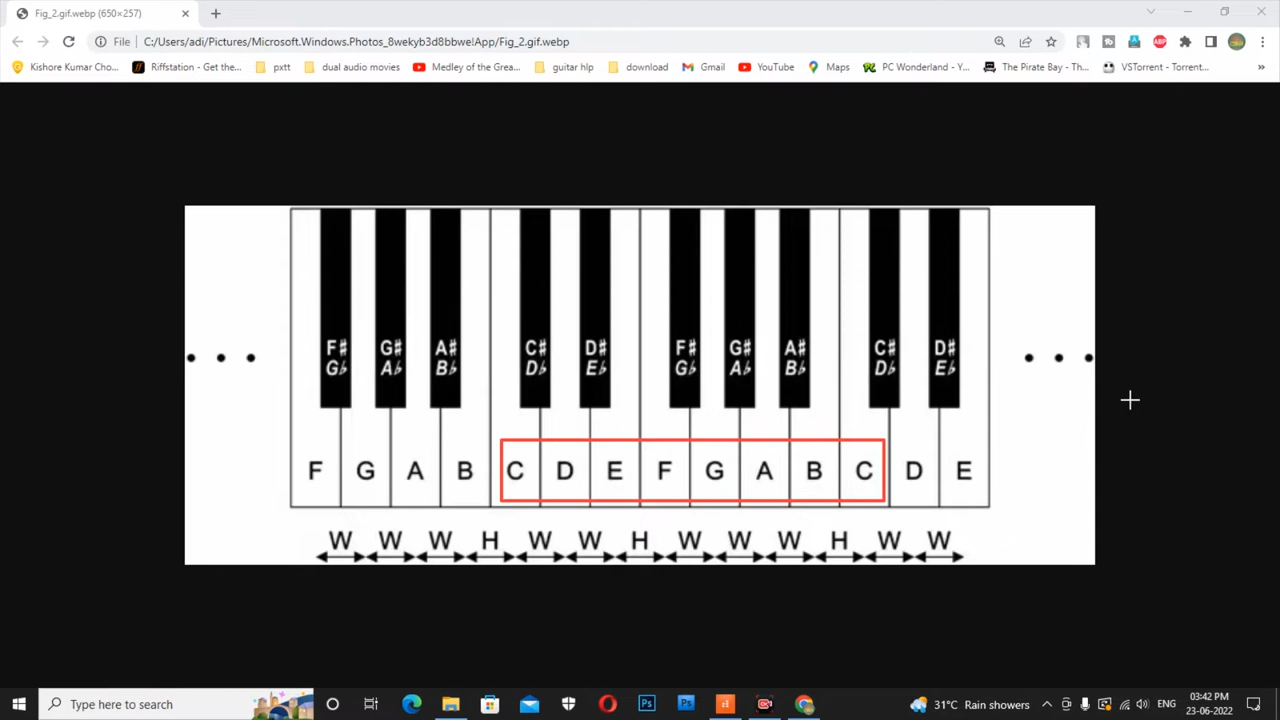 Fig_2.gif.webp (650×257)
File C:/Users/adi/Pictures/Microsoft.Windows.Photos_8wekyb3d8bbwe!App/Fig_2.gif.webp
Kishore Kumar Cho... Riffstation - Get the... pxtt dual audio movies Medley of the Grea... guitar hlp download Gmail YouTube Maps PC Wonderland - Y... The Pirate Bay - Th... VSTorrent - Torrent... »
F# G# A# C# D# F# G# A# C# D#
G♭ A♭ B♭ D♭ E♭ G♭ A♭ B♭ D♭ E♭
F G A B C D E F G A B C D E
W W W H W W H W W W H W W
Type here to search 31°C Rain showers ENG 03:42 PM
23-06-2022